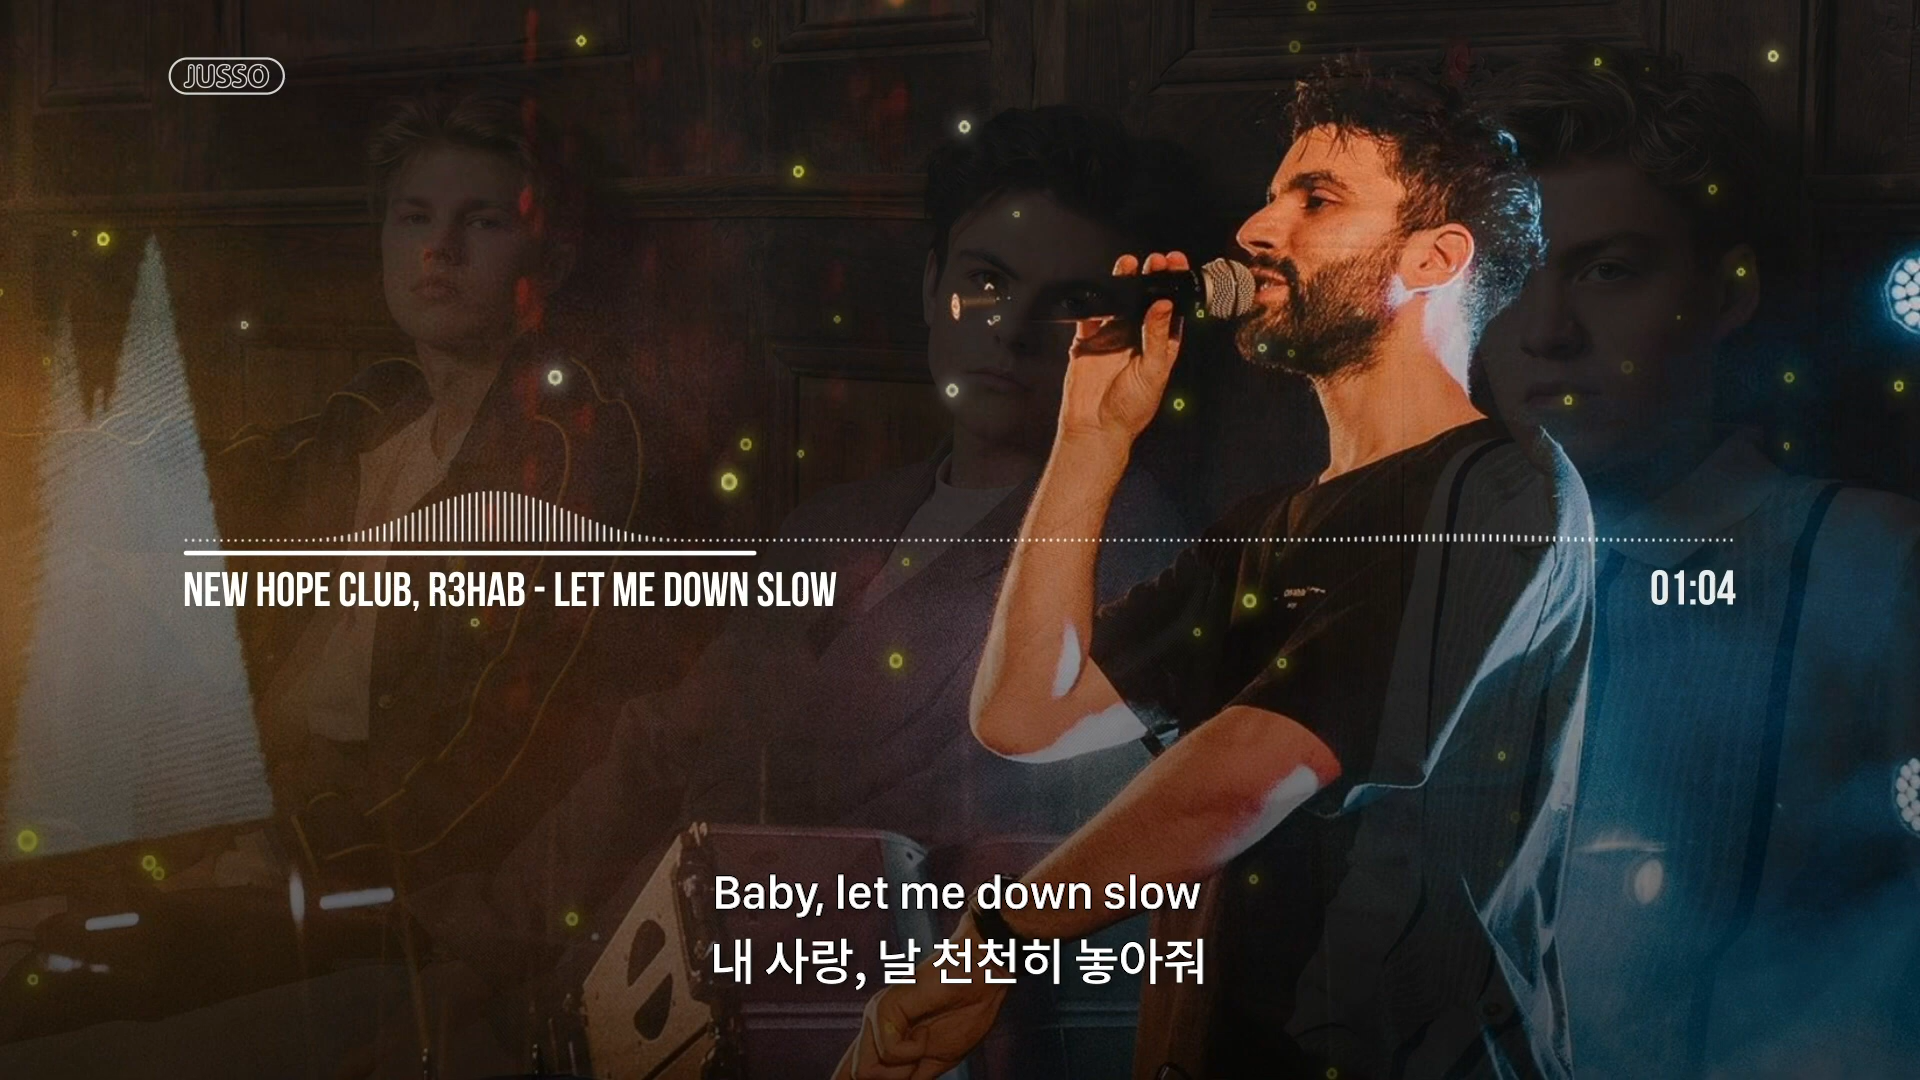 JUSSO
NEW HOPE CLUB, R3HAB - LET ME DOWN SLOW
01:04
Baby, let me down slow
내 사랑, 날 천천히 놓아줘